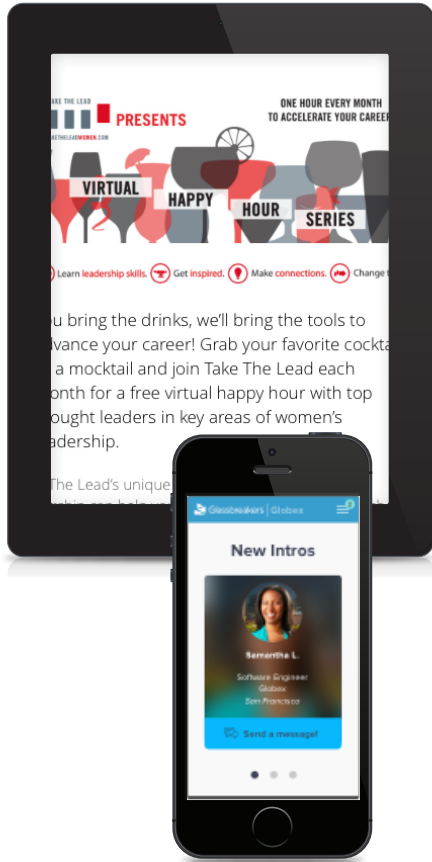 AKE THE LEAD
PRESENTS
AKETHELEADWOMEN.COM
ONE HOUR EVERY MONTH
TO ACCELERATE YOUR CAREER
VIRTUAL
HAPPY
HOUR
SERIES
Learn leadership skills. Get inspired. Make connections. Change t
u bring the drinks, we'll bring the tools to
dvance your career! Grab your favorite cockta
a mocktail and join Take The Lead each
onth for a free virtual happy hour with top
ought leaders in key areas of women's
adership.
The Lead's unique
Glassbreakers | Globex
New Intros
Samantha L.
Software Engineer
Globex
San Francisco
Send a message!